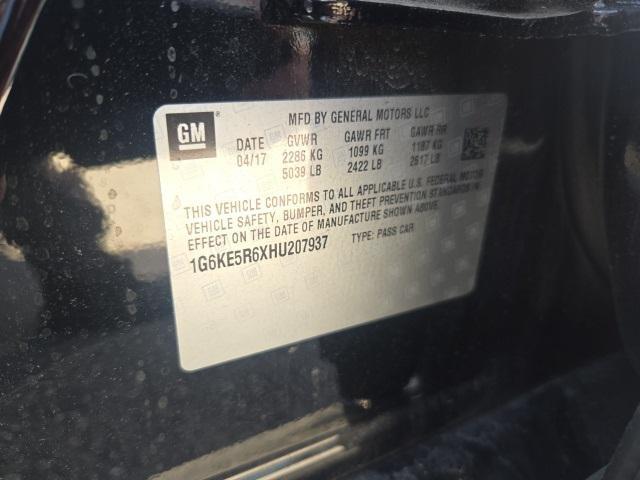 GM
MFD BY GENERAL MOTORS LLC
DATE GVWR GAWR FRT GAWR RR
04/17 2286 KG 1099 KG 1187 KG
5039 LB 2422 LB 2617 LB
THIS VEHICLE CONFORMS TO ALL APPLICABLE U.S. FEDERAL MOTOR
VEHICLE SAFETY, BUMPER, AND THEFT PREVENTION STANDARDS IN
EFFECT ON THE DATE OF MANUFACTURE SHOWN ABOVE.
1G6KE5R6XHU207937 TYPE: PASS CAR